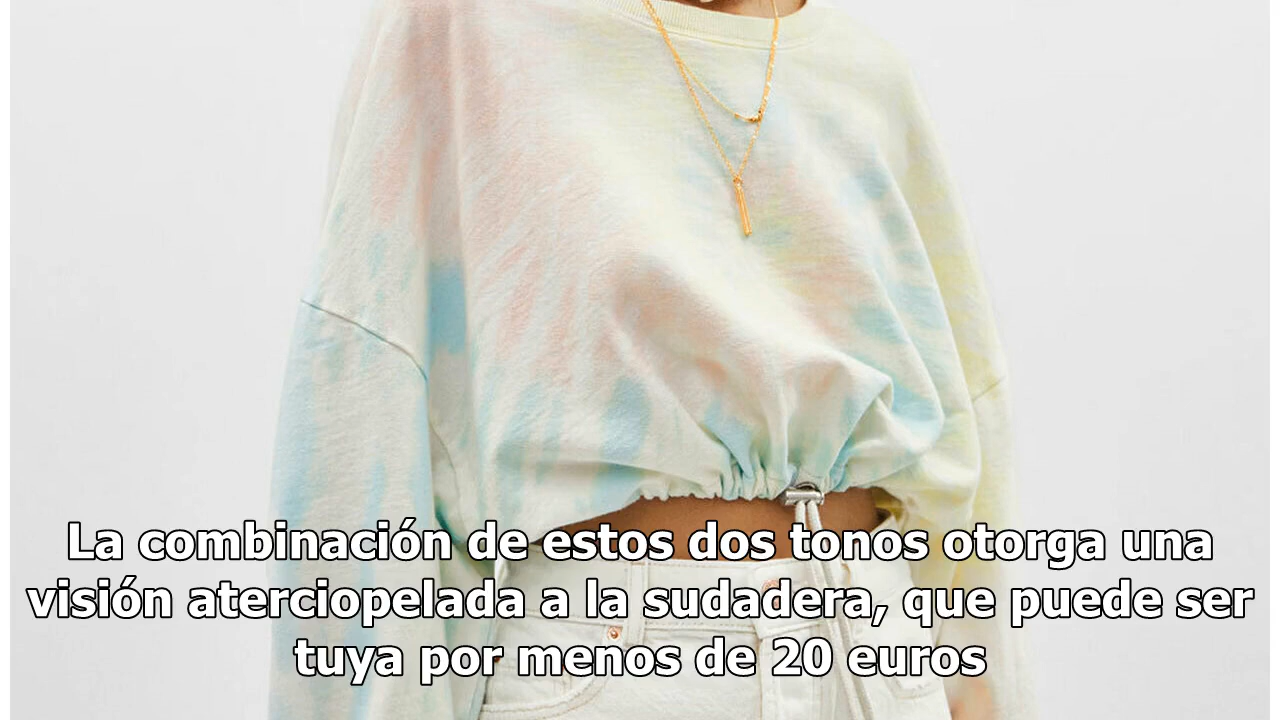 La combinación de estos dos tonos otorga una
visión aterciopelada a la sudadera, que puede ser
tuya por menos de 20 euros